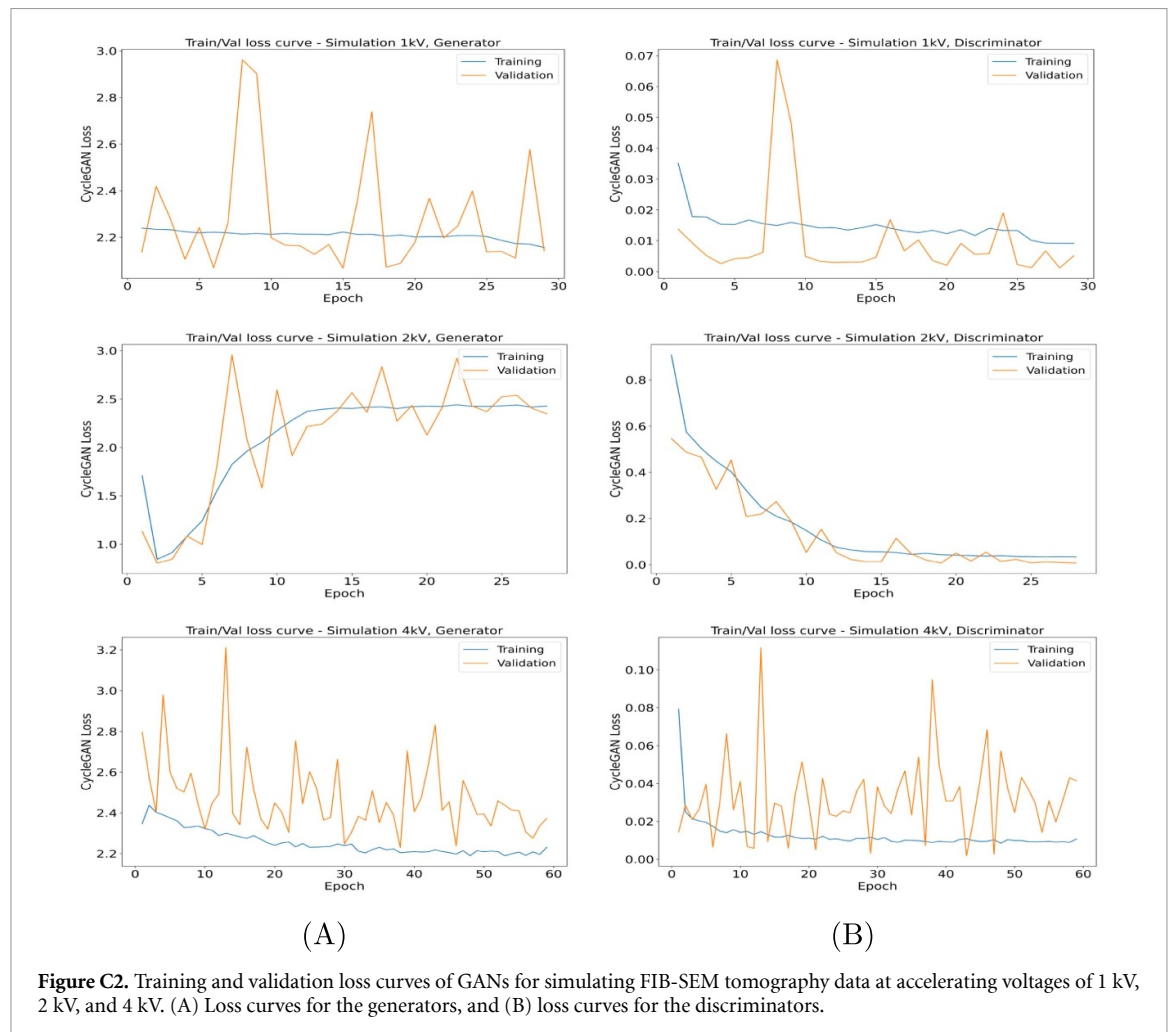 Train/Val loss curve - Simulation 1kV, Generator
3.0
2.8
2.6
2.4
2.2
CycleGAN Loss
0 5 10 15 20 25 30
Epoch
Training
Validation
Train/Val loss curve - Simulation 1kV, Discriminator
0.07
0.06
0.05
0.04
0.03
0.02
0.01
0.00
CycleGAN Loss
0 5 10 15 20 25 30
Epoch
Training
Validation
Train/Val loss curve - Simulation 2kV, Generator
3.0
2.5
2.0
1.5
1.0
CycleGAN Loss
0 5 10 15 20 25
Epoch
Training
Validation
Train/Val loss curve - Simulation 2kV, Discriminator
0.8
0.6
0.4
0.2
0.0
CycleGAN Loss
0 5 10 15 20 25
Epoch
Training
Validation
Train/Val loss curve - Simulation 4kV, Generator
3.2
3.0
2.8
2.6
2.4
2.2
CycleGAN Loss
0 10 20 30 40 50 60
Epoch
Training
Validation
Train/Val loss curve - Simulation 4kV, Discriminator
0.10
0.08
0.06
0.04
0.02
0.00
CycleGAN Loss
0 10 20 30 40 50 60
Epoch
Training
Validation
(A)
(B)
Figure C2. Training and validation loss curves of GANs for simulating FIB-SEM tomography data at accelerating voltages of 1 kV,
2 kV, and 4 kV. (A) Loss curves for the generators, and (B) loss curves for the discriminators.